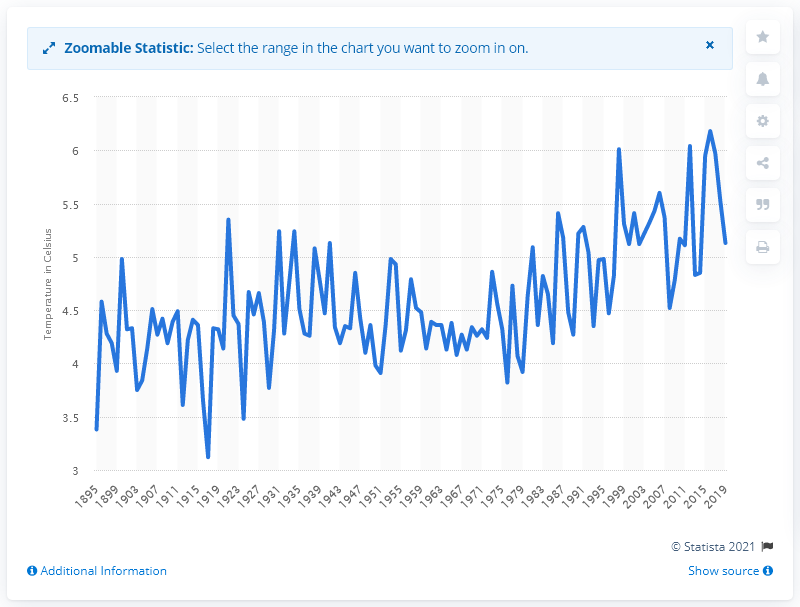 Zoomable Statistic: Select the range in the chart you want to zoom in on.
Temperature in Celsius
6.5
6
5.5
5
4.5
4
3.5
3
1895 1899 1903 1907 1911 1915 1919 1923 1927 1931 1935 1939 1943 1947 1951 1955 1959 1963 1967 1971 1975 1979 1983 1987 1991 1995 1999 2003 2007 2011 2015 2019
© Statista 2021
Additional Information
Show source